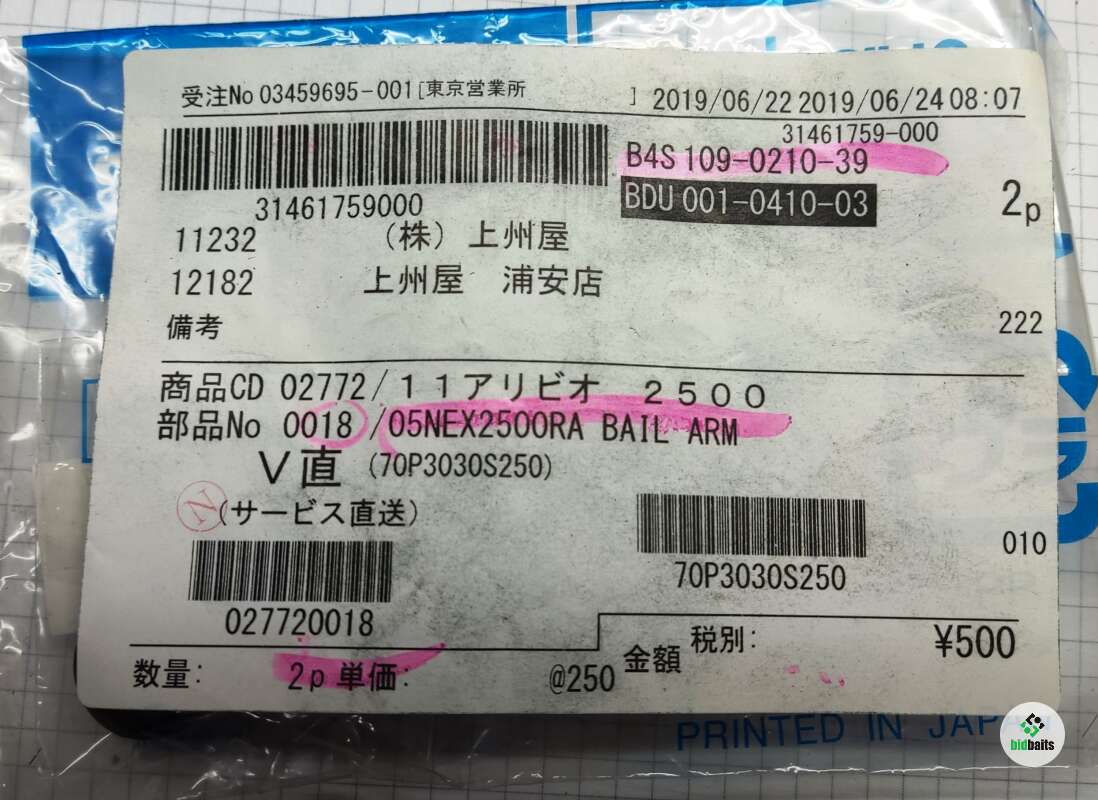 受注No 03459695-001[東京営業所 ] 2019/06/22 2019/06/24 08:07
31461759-000
B4S 109-0210-39
BDU 001-0410-03
2p
31461759000
11232 (株) 上州屋
12182 上州屋 浦安店
備考 222
商品CD 02772/11アリビオ 2500
部品No 0018 /05NEX2500RA BAIL ARM
V直 (70P3030S250)
N (サービス直送)
010
70P3030S250
027720018
数量: 2p 単価: @250 金額 税別: ¥500
PRINTED IN JAP
bidbaits